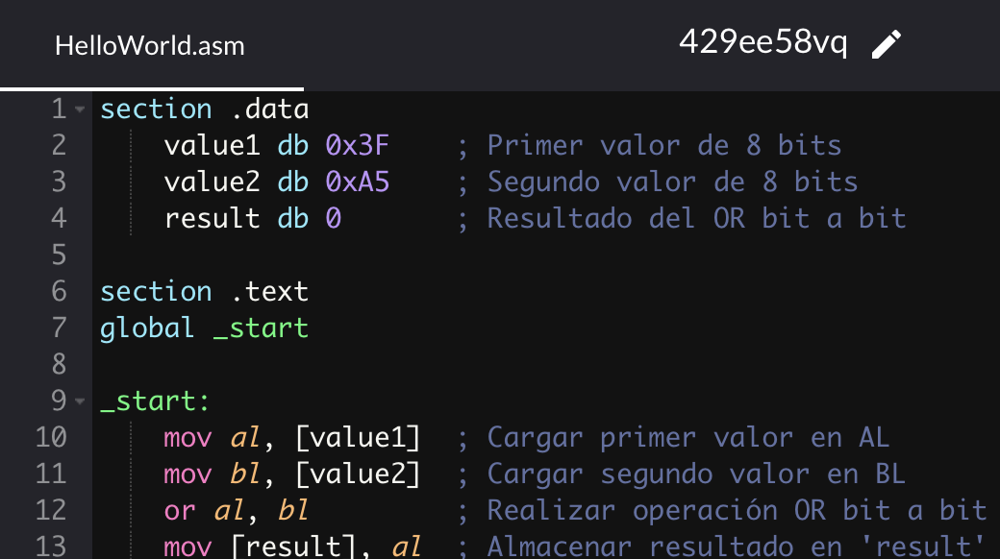 HelloWorld.asm 429ee58vq
1 section .data
2 value1 db 0x3F ; Primer valor de 8 bits
3 value2 db 0xA5 ; Segundo valor de 8 bits
4 result db 0 ; Resultado del OR bit a bit
5
6 section .text
7 global _start
8
9 _start:
10 mov al, [value1] ; Cargar primer valor en AL
11 mov bl, [value2] ; Cargar segundo valor en BL
12 or al, bl ; Realizar operación OR bit a bit
13 mov [result], al ; Almacenar resultado en 'result'